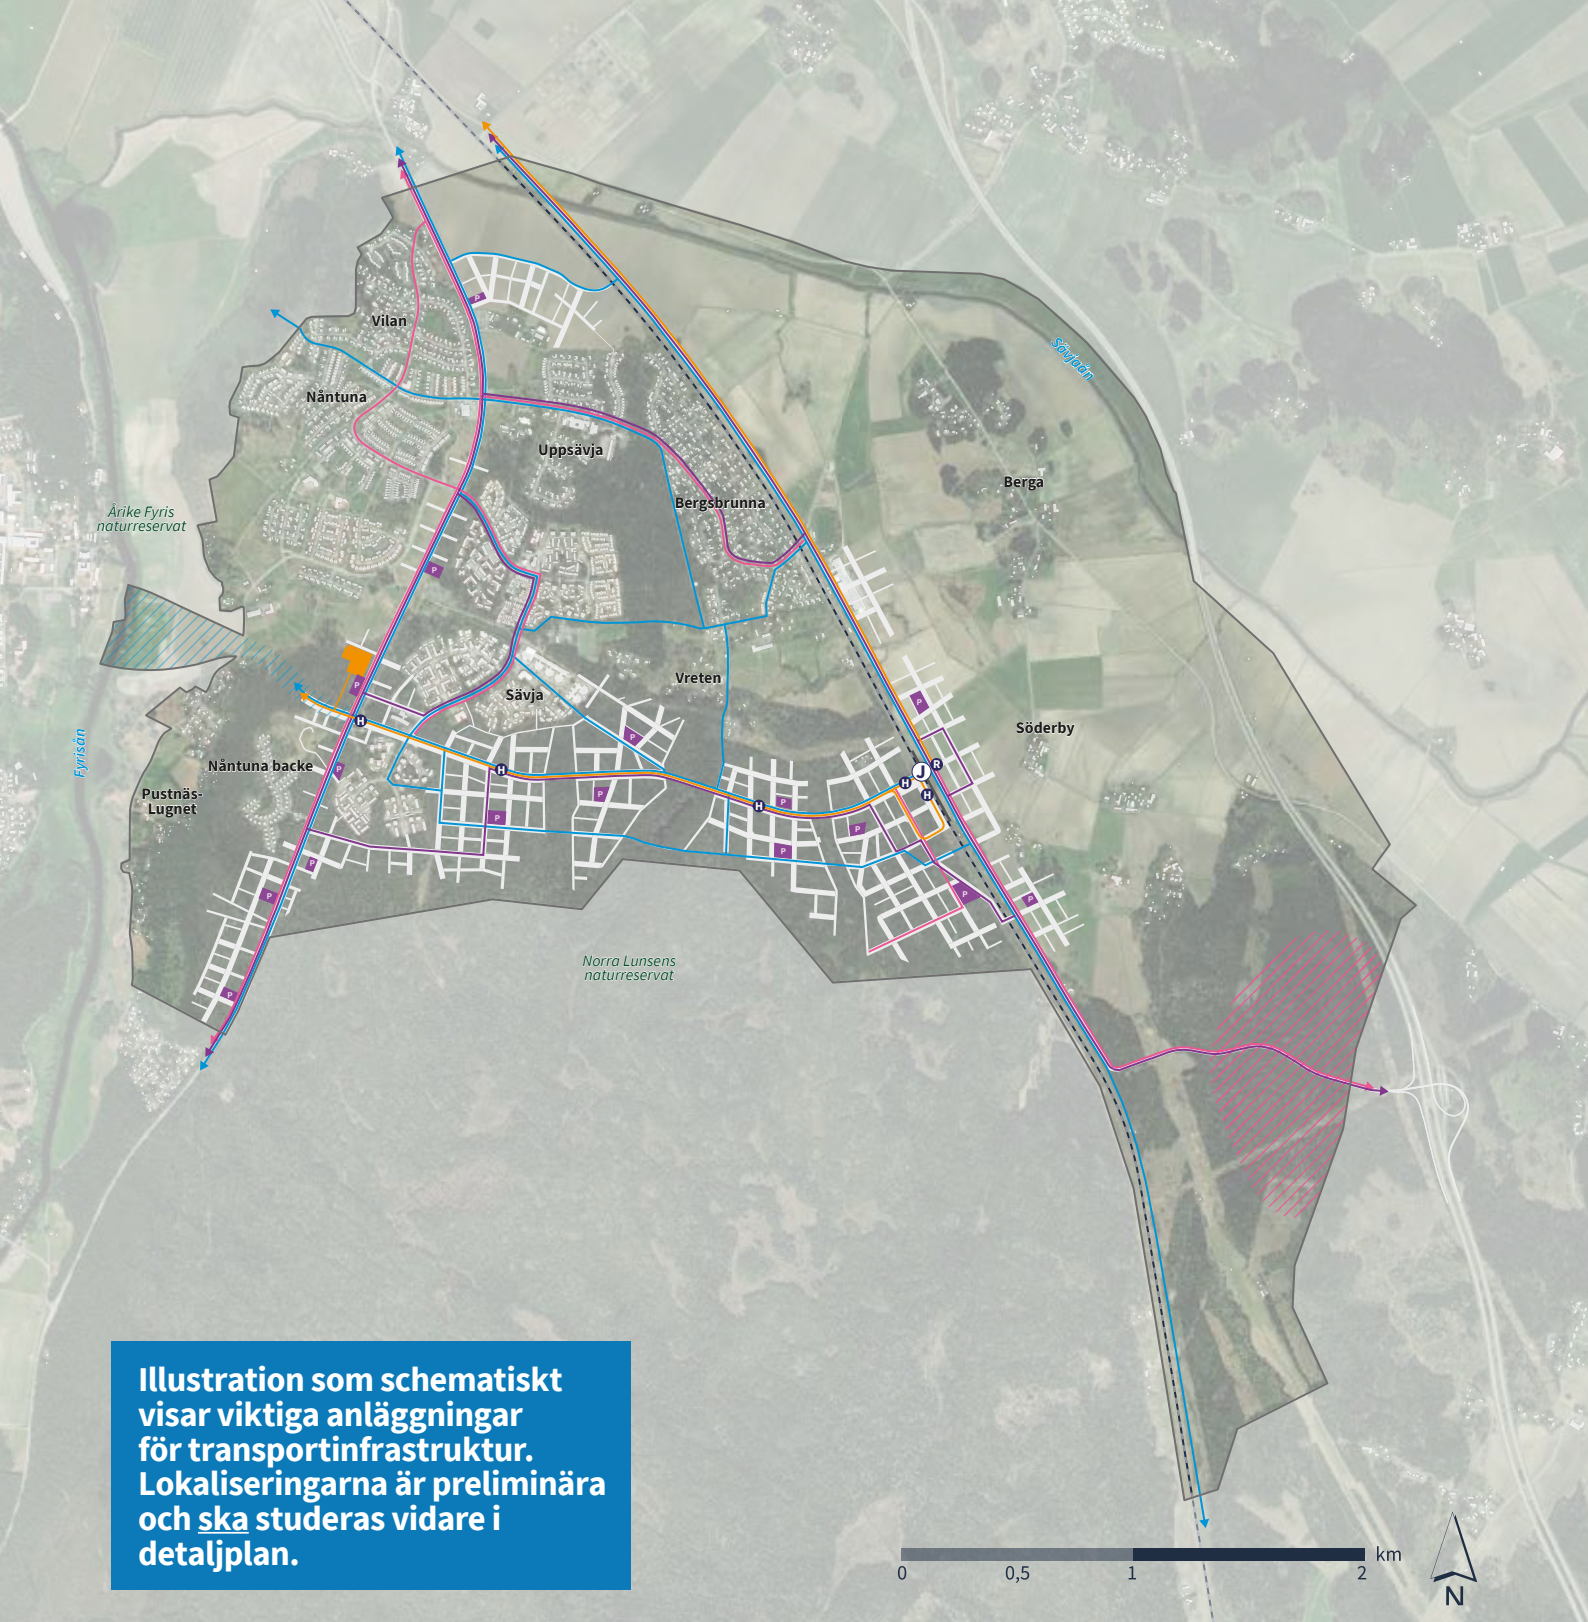 Sävjaån
Vilan
Nåntuna
Uppsävja
Bergsbrunna
Berga
Årike Fyris
naturreservat
P
P
P
P
Sävja
Vreten
P
Söderby
H
P
Fyrisån
Nåntuna backe
P
H
J
R
H
H
H
P
P
Pustnäs-
Lugnet
P
P
P
P
P
P
P
P
Norra Lunsens
naturreservat
P
Illustration som schematiskt
visar viktiga anläggningar
för transportinfrastruktur.
Lokaliseringarna är preliminära
och ska studeras vidare i
detaljplan.
km
0
0,5
1
2
N